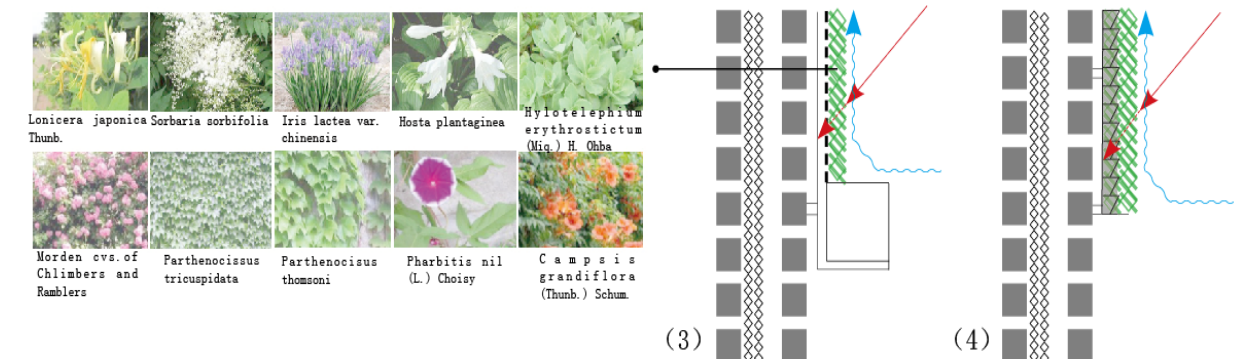 Lonicera japonica
Thunb.
Sorbaria sorbifolia
Iris lactea var.
chinensis
Hosta plantaginea
Hylotelephium
erythrostictum
(Miq.) H. Ohba
Morden cvs.of
Chlimbers and
Ramblers
Parthenocissus
tricuspidata
Parthenocisus
thomsoni
Pharbitis nil
(L.) Choisy
Campsis
grandiflora
(Thunb.) Schum.
(3)
(4)